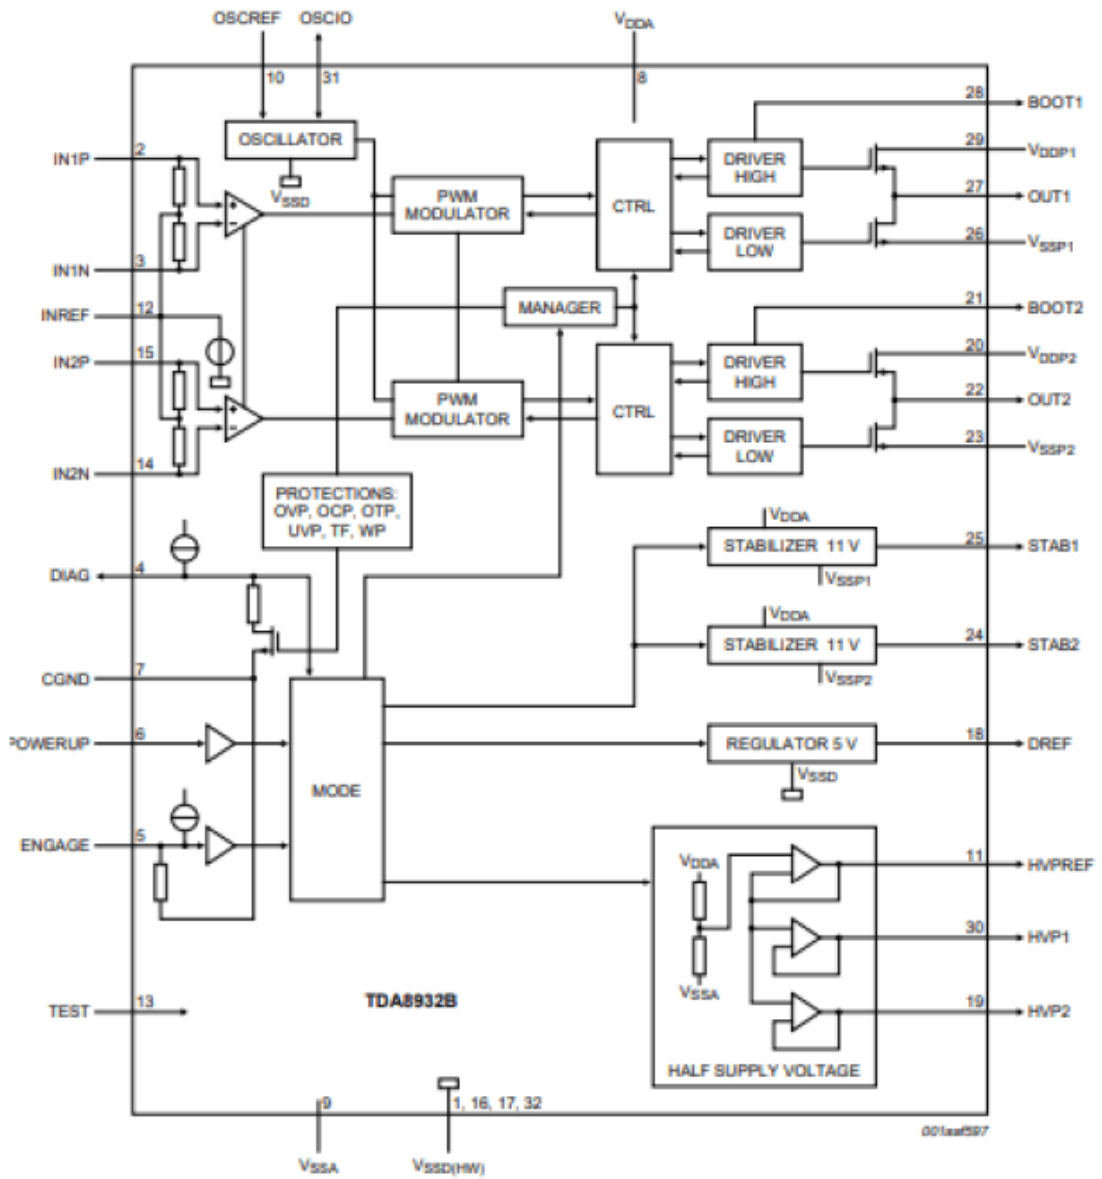 OSCREF OSCIO
VDDA
10 31 8
28 BOOT1
OSCILLATOR
IN1P 2
29 VDDP1
DRIVER
HIGH
VSSD
PWM
MODULATOR
CTRL
27 OUT1
DRIVER
LOW
26 VSSP1
IN1N 3
INREF 12
MANAGER
21 BOOT2
IN2P 15
20 VDDP2
DRIVER
HIGH
PWM
MODULATOR
CTRL
22 OUT2
DRIVER
LOW
23 VSSP2
IN2N 14
PROTECTIONS:
OVP, OCP, OTP,
UVP, TF, WP
VDDA
STABILIZER 11 V
25 STAB1
VSSP1
DIAG 4
VDDA
STABILIZER 11 V
24 STAB2
VSSP2
CGND 7
POWERUP 6
REGULATOR 5 V
18 DREF
VSSD
MODE
ENGAGE 5
VDDA
11 HVPREF
30 HVP1
VSSA
TEST 13
TDA8932B
19 HVP2
HALF SUPPLY VOLTAGE
9 1, 16, 17, 32
001aaf597
VSSA VSSD(HW)